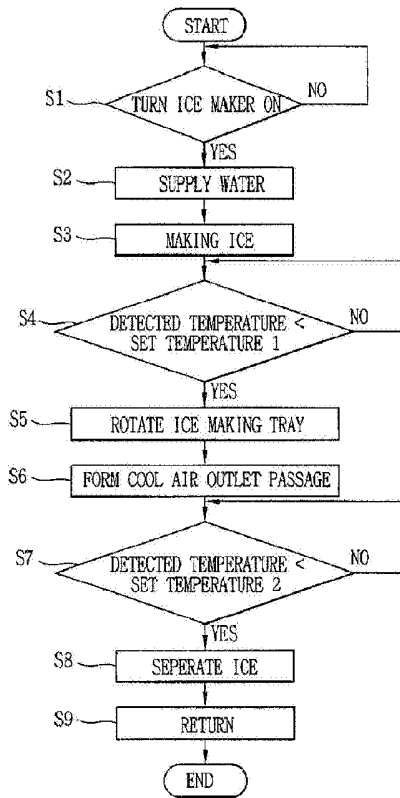 START
S1
TURN ICE MAKER ON
NO
YES
S2
SUPPLY WATER
S3
MAKING ICE
S4
DETECTED TEMPERATURE <
SET TEMPERATURE 1
NO
YES
S5
ROTATE ICE MAKING TRAY
S6
FORM COOL AIR OUTLET PASSAGE
S7
DETECTED TEMPERATURE <
SET TEMPERATURE 2
NO
YES
S8
SEPERATE ICE
S9
RETURN
END